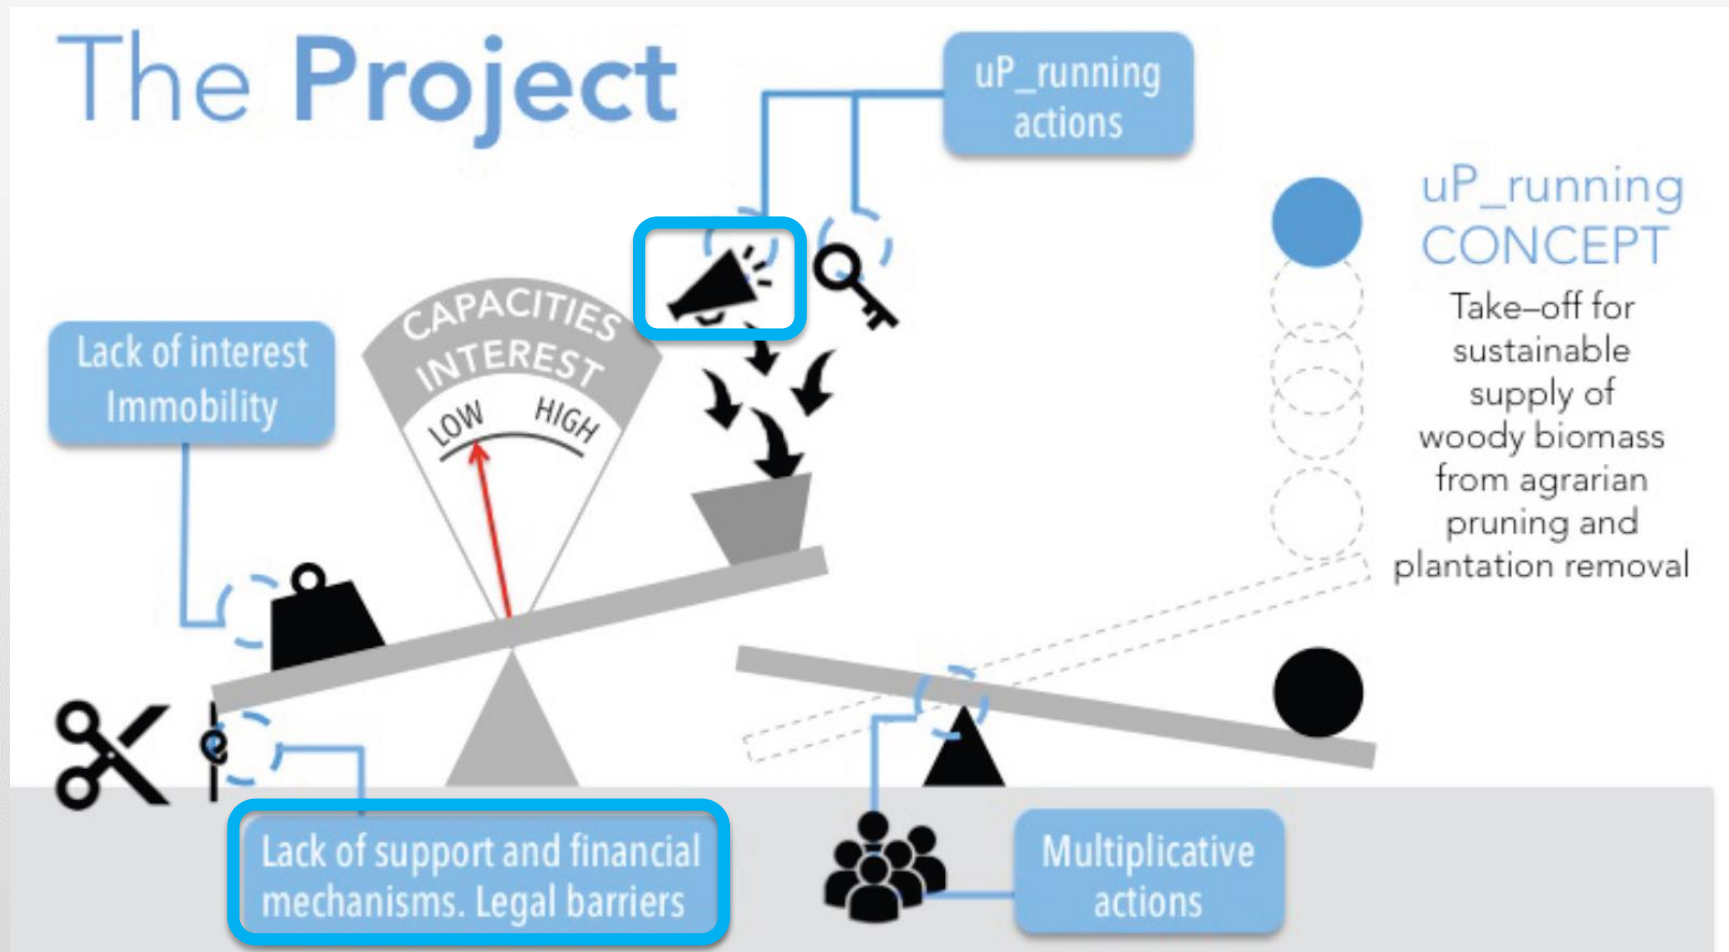 The Project
uP_running
actions
uP_running
CONCEPT
Take–off for
sustainable
supply of
woody biomass
from agrarian
pruning and
plantation removal
CAPACITIES
INTEREST
LOW HIGH
Lack of interest
Immobility
Lack of support and financial
mechanisms. Legal barriers
Multiplicative
actions